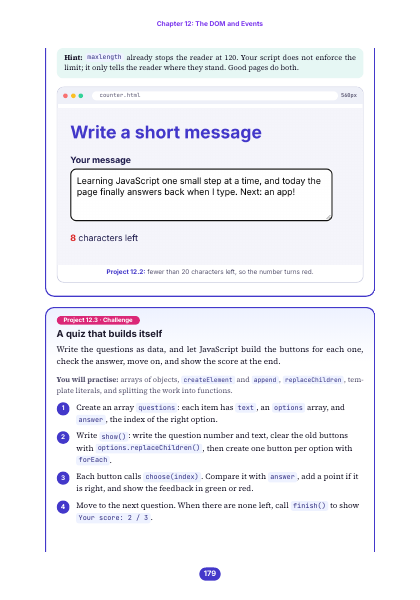 Chapter 12: The DOM and Events
Hint: maxlength already stops the reader at 120. Your script does not enforce the
limit; it only tells the reader where they stand. Good pages do both.
counter.html
560px
Write a short message
Your message
Learning JavaScript one small step at a time, and today the
page finally answers back when I type. Next: an app!
8 characters left
Project 12.2: fewer than 20 characters left, so the number turns red.
Project 12.3 · Challenge
A quiz that builds itself
Write the questions as data, and let JavaScript build the buttons for each one,
check the answer, move on, and show the score at the end.
You will practise: arrays of objects, createElement and append, replaceChildren, tem-
plate literals, and splitting the work into functions.
1 Create an array questions: each item has text, an options array, and
answer, the index of the right option.
2 Write show(): write the question number and text, clear the old buttons
with options.replaceChildren(), then create one button per option with
forEach.
3 Each button calls choose(index). Compare it with answer, add a point if it
is right, and show the feedback in green or red.
4 Move to the next question. When there are none left, call finish() to show
Your score: 2 / 3.
179